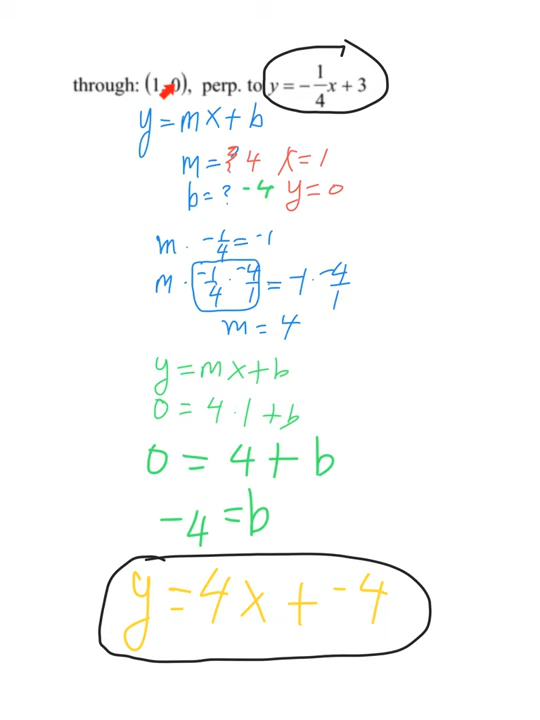 through: (1, 0), perp. to y = -1/4 x + 3
y = mx + b
m = ? 4 x = 1
b = ? -4 y = 0
m · -1/4 = -1
m · -1/4 · -4/1 = -1 · -4/1
m = 4
y = mx + b
0 = 4 · 1 + b
0 = 4 + b
-4 = b
y = 4x + -4